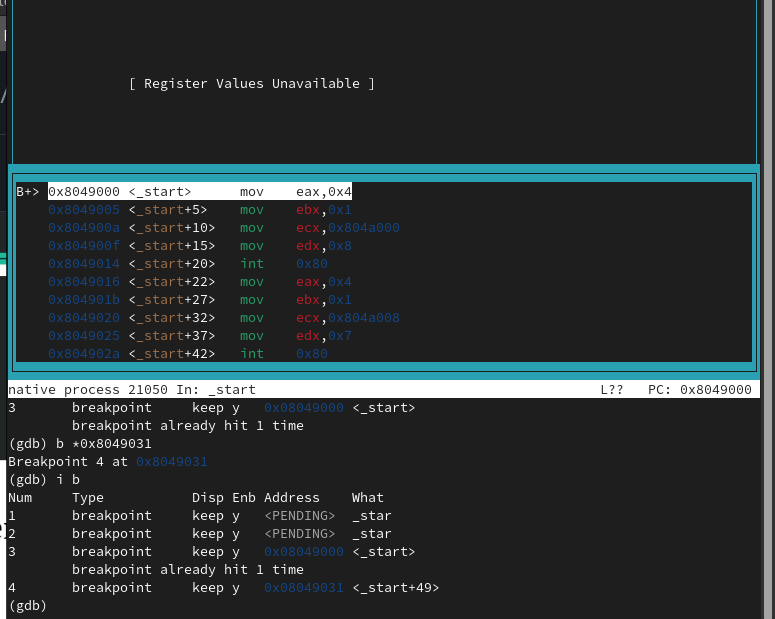 [ Register Values Unavailable ]
B+> 0x8049000 <_start>      mov    eax,0x4
    0x8049005 <_start+5>    mov    ebx,0x1
    0x804900a <_start+10>   mov    ecx,0x804a000
    0x804900f <_start+15>   mov    edx,0x8
    0x8049014 <_start+20>   int    0x80
    0x8049016 <_start+22>   mov    eax,0x4
    0x804901b <_start+27>   mov    ebx,0x1
    0x8049020 <_start+32>   mov    ecx,0x804a008
    0x8049025 <_start+37>   mov    edx,0x7
    0x804902a <_start+42>   int    0x80
native process 21050 In: _start                                           L??   PC: 0x8049000
3       breakpoint     keep y   0x08049000 <_start>
        breakpoint already hit 1 time
(gdb) b *0x8049031
Breakpoint 4 at 0x8049031
(gdb) i b
Num     Type           Disp Enb Address    What
1       breakpoint     keep y   <PENDING>  _star
2       breakpoint     keep y   <PENDING>  _star
3       breakpoint     keep y   0x08049000 <_start>
        breakpoint already hit 1 time
4       breakpoint     keep y   0x08049031 <_start+49>
(gdb)